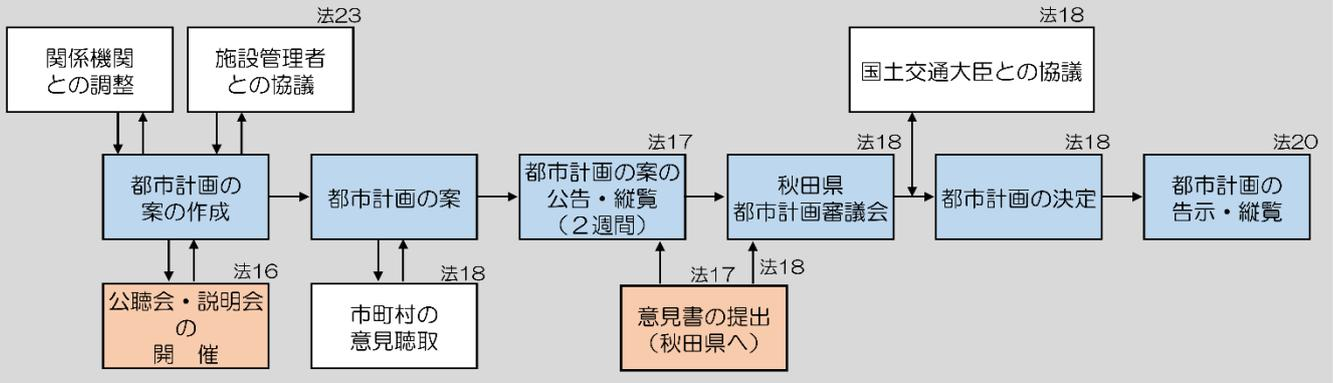 法23
法18
関係機関
との調整
施設管理者
との協議
国土交通大臣との協議
法17
法18
法18
法20
都市計画の
案の作成
都市計画の案
都市計画の案の
公告・縦覧
（２週間）
秋田県
都市計画審議会
都市計画の決定
都市計画の
告示・縦覧
法16
法18
法17
法18
公聴会・説明会
の
開　催
市町村の
意見聴取
意見書の提出
（秋田県へ）